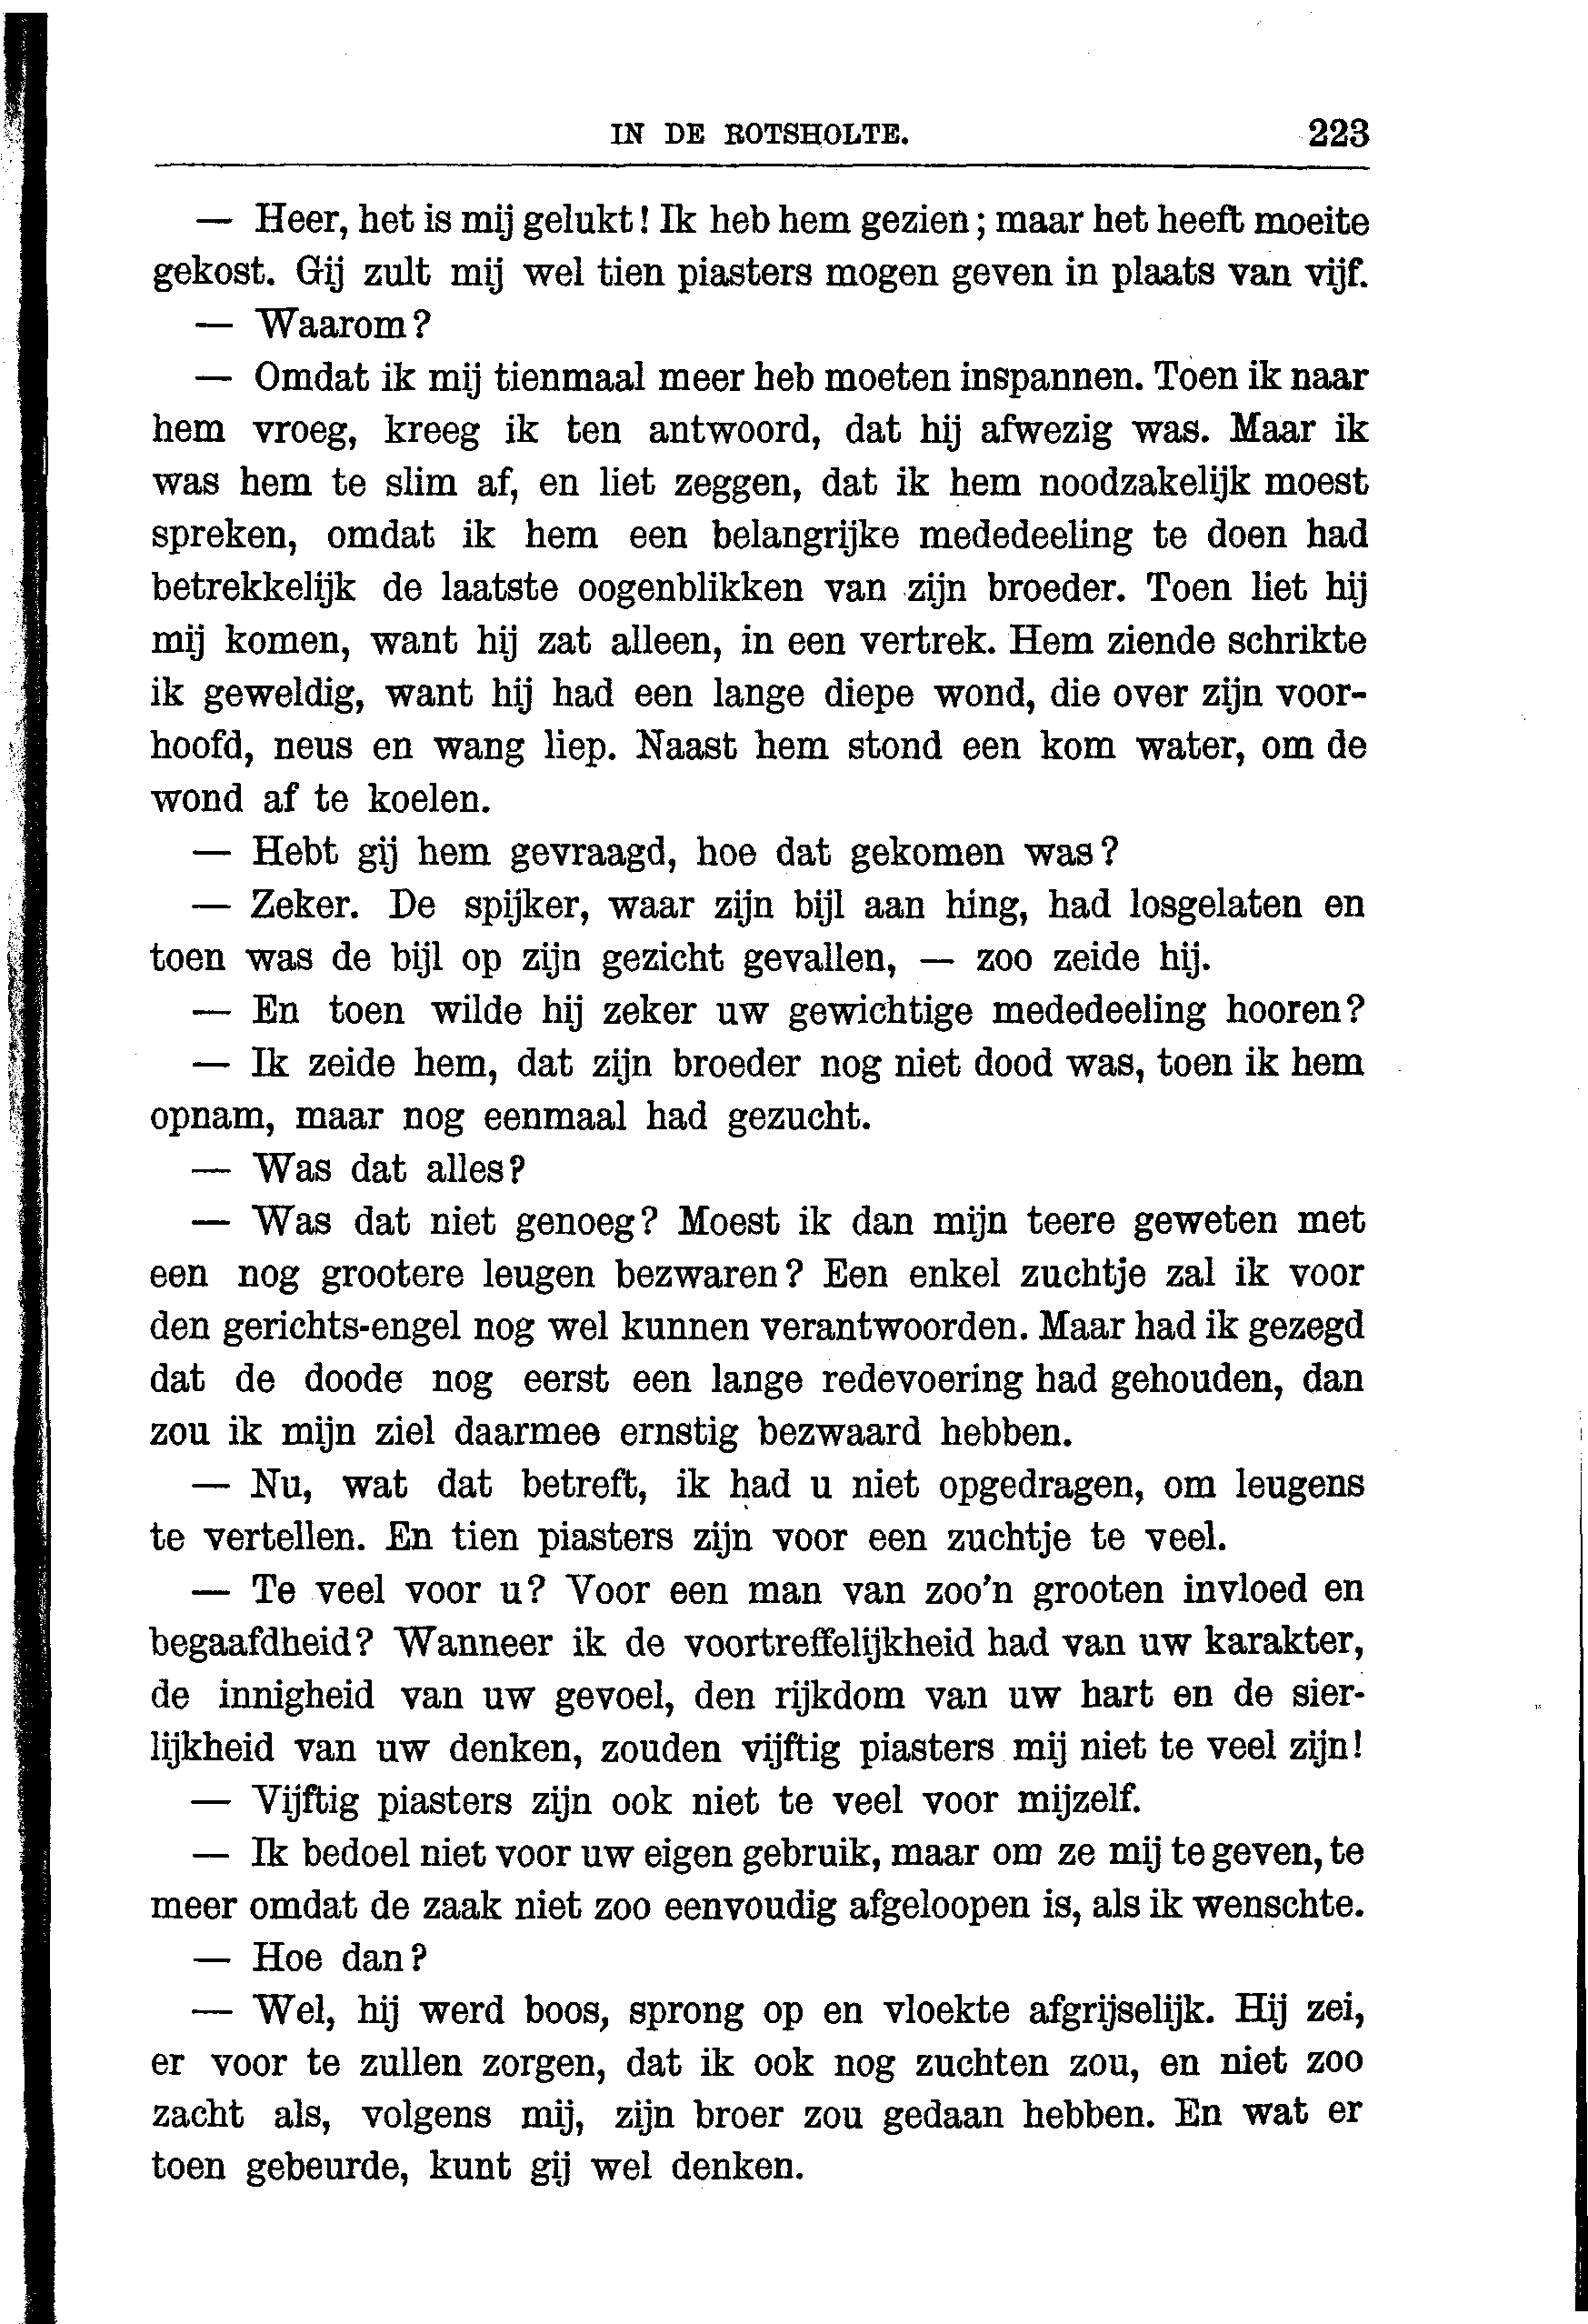 IN DE ROTSHOLTE. 223
— Heer, het is mij gelukt! Ik heb hem gezien; maar het heeft moeite
gekost. Gij zult mij wel tien piasters mogen geven in plaats van vijf.
— Waarom?
— Omdat ik mij tienmaal meer heb moeten inspannen. Toen ik naar
hem vroeg, kreeg ik ten antwoord, dat hij afwezig was. Maar ik
was hem te slim af, en liet zeggen, dat ik hem noodzakelijk moest
spreken, omdat ik hem een belangrijke mededeeling te doen had
betrekkelijk de laatste oogenblikken van zijn broeder. Toen liet hij
mij komen, want hij zat alleen, in een vertrek. Hem ziende schrikte
ik geweldig, want hij had een lange diepe wond, die over zijn voor-
hoofd, neus en wang liep. Naast hem stond een kom water, om de
wond af te koelen.
— Hebt gij hem gevraagd, hoe dat gekomen was?
— Zeker. De spijker, waar zijn bijl aan hing, had losgelaten en
toen was de bijl op zijn gezicht gevallen, — zoo zeide hij.
— En toen wilde hij zeker uw gewichtige mededeeling hooren?
— Ik zeide hem, dat zijn broeder nog niet dood was, toen ik hem
opnam, maar nog eenmaal had gezucht.
— Was dat alles?
— Was dat niet genoeg? Moest ik dan mijn teere geweten met
een nog grootere leugen bezwaren? Een enkel zuchtje zal ik voor
den gerichts-engel nog wel kunnen verantwoorden. Maar had ik gezegd
dat de doode nog eerst een lange redevoering had gehouden, dan
zou ik mijn ziel daarmee ernstig bezwaard hebben.
— Nu, wat dat betreft, ik had u niet opgedragen, om leugens
te vertellen. En tien piasters zijn voor een zuchtje te veel.
— Te veel voor u? Voor een man van zoo'n grooten invloed en
begaafdheid? Wanneer ik de voortreffelijkheid had van uw karakter,
de innigheid van uw gevoel, den rijkdom van uw hart en de sier-
lijkheid van uw denken, zouden vijftig piasters mij niet te veel zijn!
— Vijftig piasters zijn ook niet te veel voor mijzelf.
— Ik bedoel niet voor uw eigen gebruik, maar om ze mij te geven, te
meer omdat de zaak niet zoo eenvoudig afgeloopen is, als ik wenschte.
— Hoe dan?
— Wel, hij werd boos, sprong op en vloekte afgrijselijk. Hij zei,
er voor te zullen zorgen, dat ik ook nog zuchten zou, en niet zoo
zacht als, volgens mij, zijn broer zou gedaan hebben. En wat er
toen gebeurde, kunt gij wel denken.